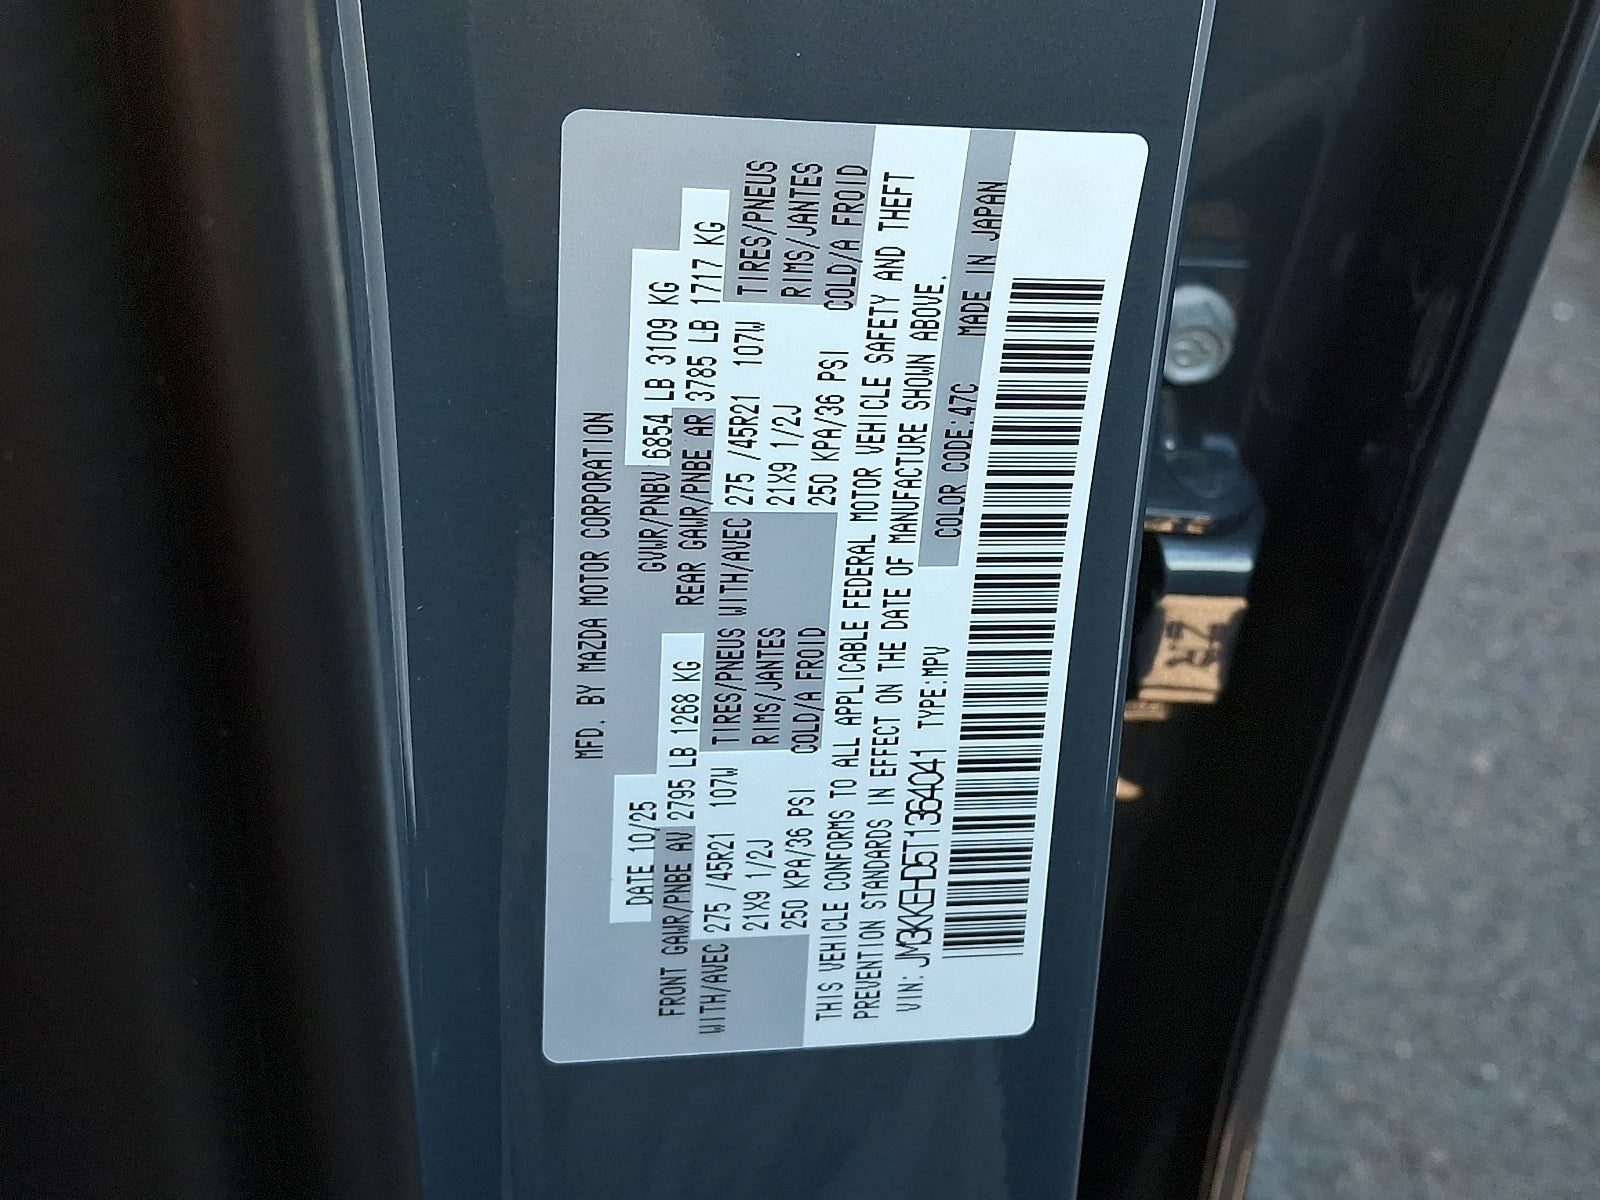 MFD. BY MAZDA MOTOR CORPORATION
DATE 10/25 GVWR/PNBV 6854 LB 3109 KG
FRONT GAWR/PNBE AV 2795 LB 1268 KG REAR GAWR/PNBE AR 3785 LB 1717 KG
WITH/AVEC 275 /45R21 107W TIRES/PNEUS WITH/AVEC 275 /45R21 107W TIRES/PNEUS
21X9 1/2J RIMS/JANTES 21X9 1/2J RIMS/JANTES
250 KPA/36 PSI COLD/A FROID 250 KPA/36 PSI COLD/A FROID
THIS VEHICLE CONFORMS TO ALL APPLICABLE FEDERAL MOTOR VEHICLE SAFETY AND THEFT
PREVENTION STANDARDS IN EFFECT ON THE DATE OF MANUFACTURE SHOWN ABOVE.
VIN: JM3KKEHD5T1364041 TYPE:MPV COLOR CODE:47C MADE IN JAPAN